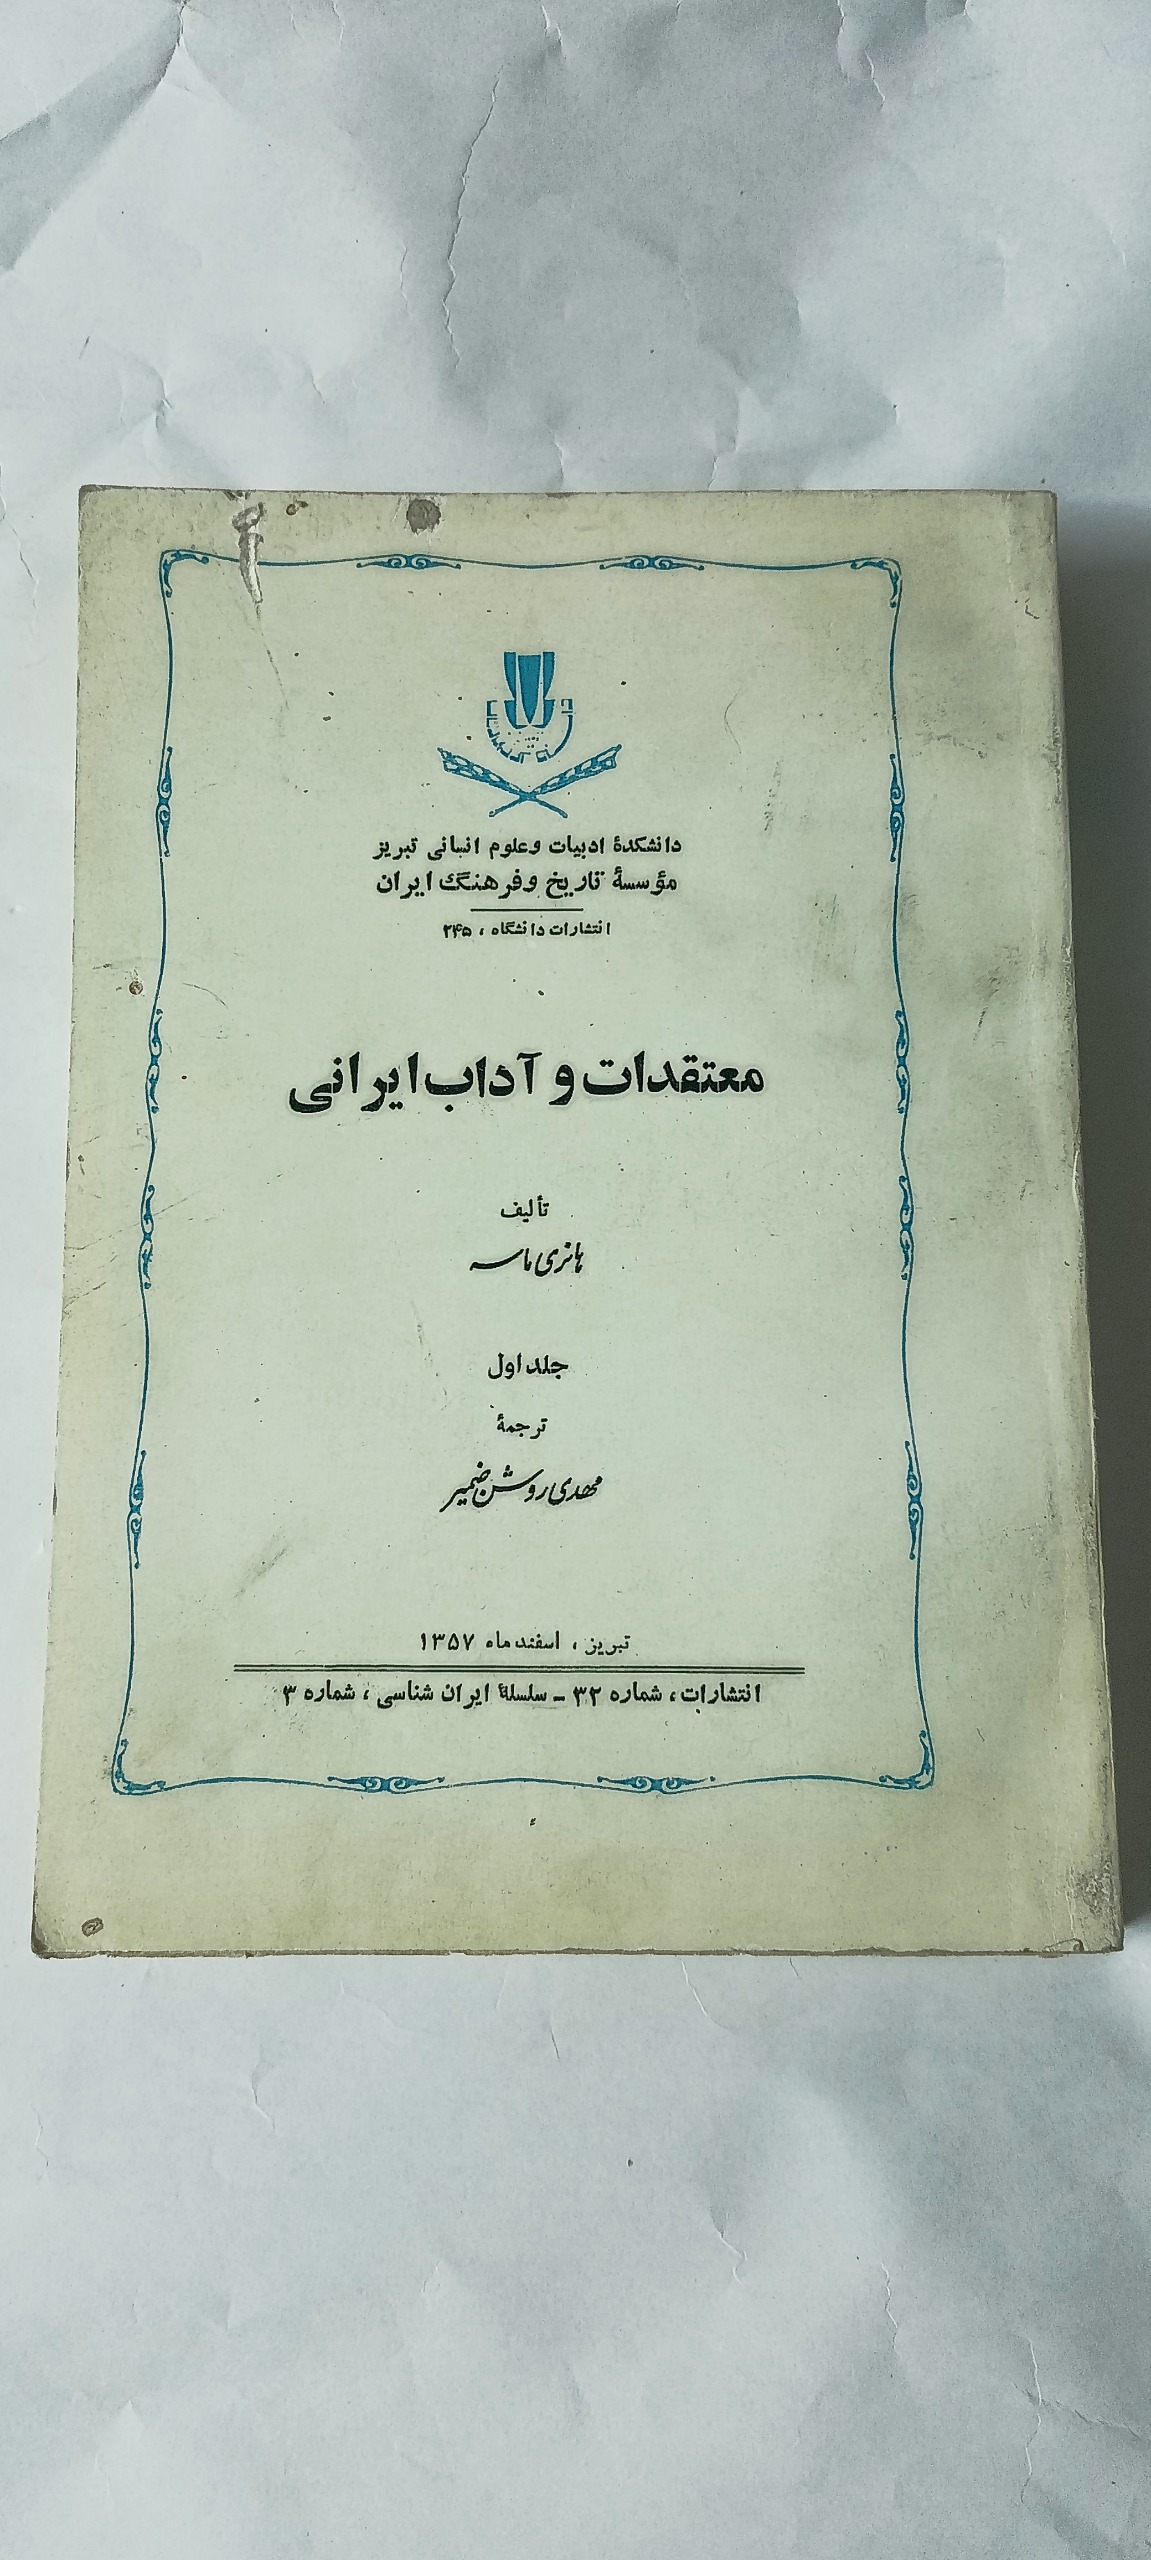 دانشکدهٔ ادبیات و علوم انسانی تبریز
مؤسسهٔ تاریخ و فرهنگ ایران
انتشارات دانشگاه ، ۲۴۵
معتقدات و آداب ایرانی
تألیف
هانری ماسه
جلد اول
ترجمهٔ
مهدی روشن ضمیر
تبریز ، اسفند ماه ۱۳۵۷
انتشارات ، شماره ۳۲ - سلسلهٔ ایران شناسی ، شماره ۳